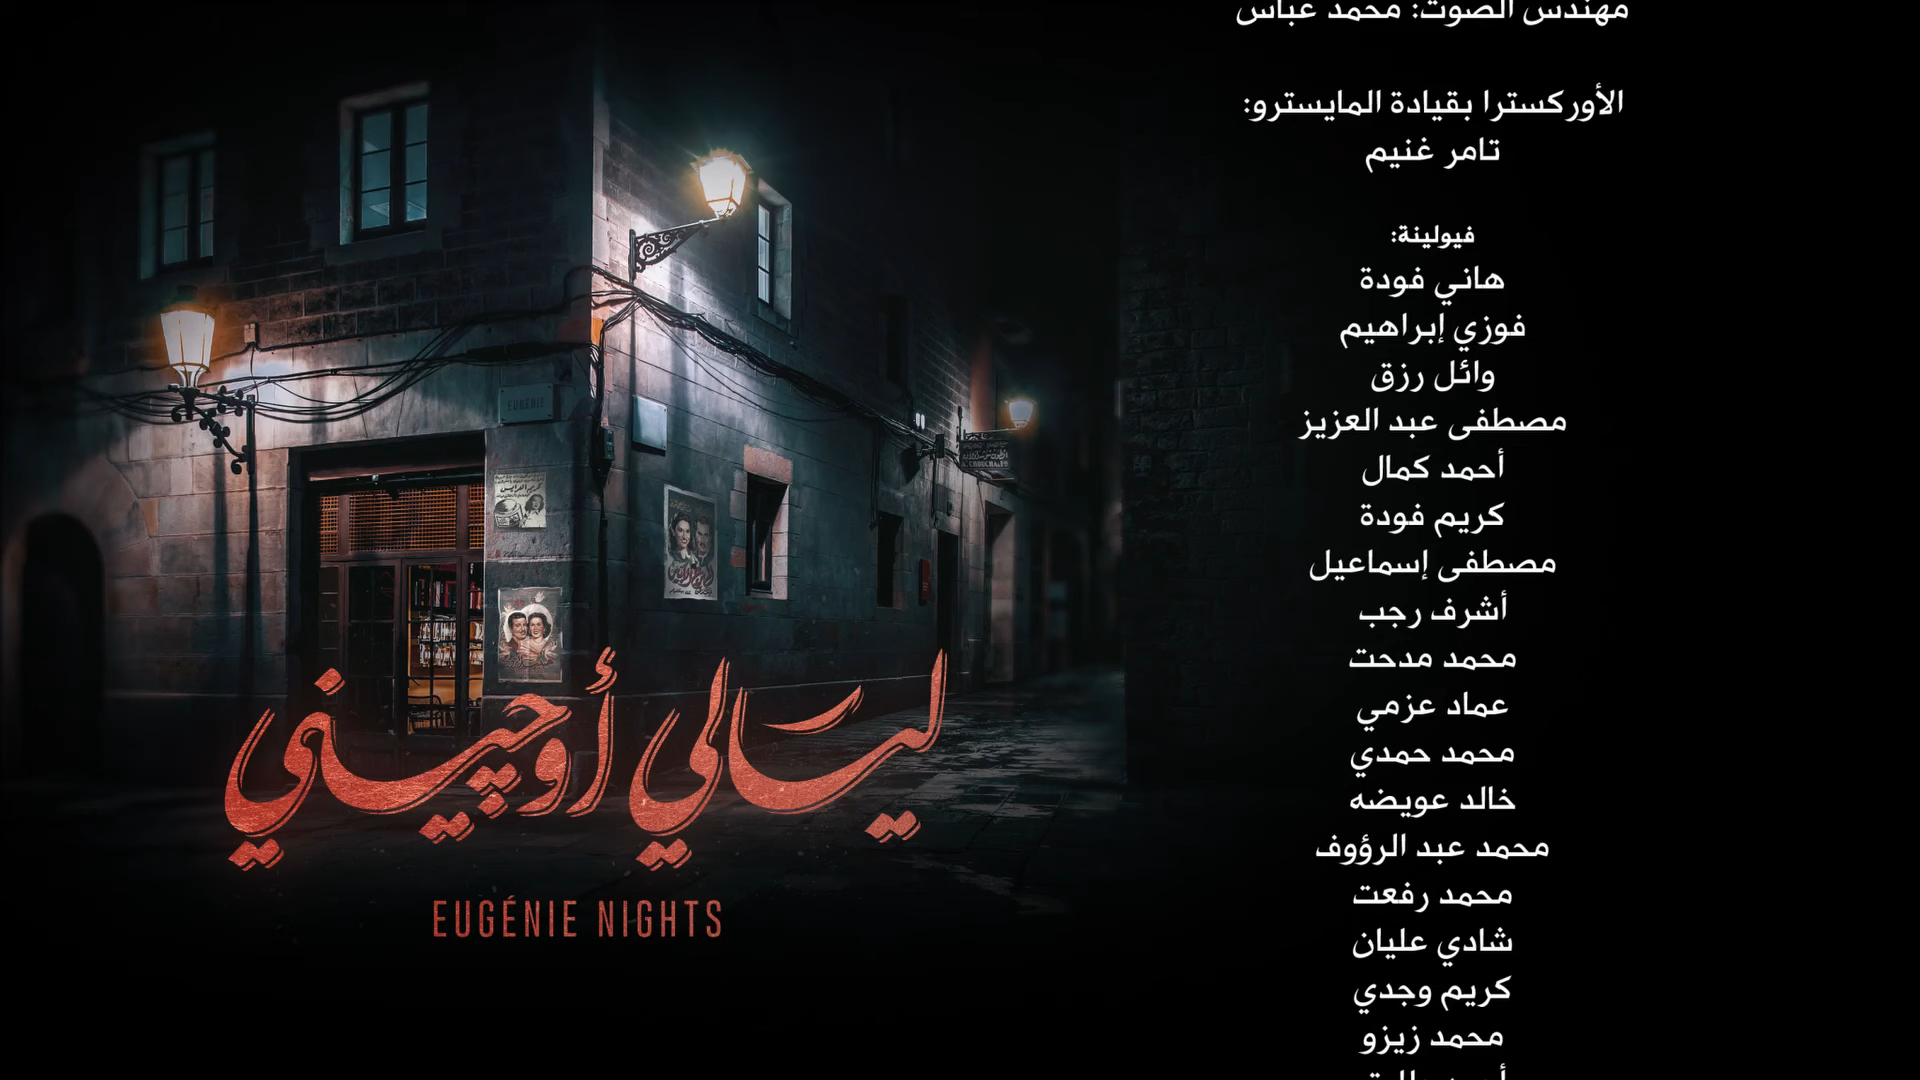 مهندس الصوت: محمد عباس
الأوركسترا بقيادة المايسترو:
تامر غنيم
فيولينة:
هاني فودة
فوزي إبراهيم
وائل رزق
مصطفى عبد العزيز
أحمد كمال
كريم فودة
مصطفى إسماعيل
أشرف رجب
محمد مدحت
عماد عزمي
محمد حمدي
خالد عويضه
محمد عبد الرؤوف
محمد رفعت
شادي عليان
كريم وجدي
محمد زيزو
EUGÉNIE
ليالي أوچيني
EUGÉNIE NIGHTS